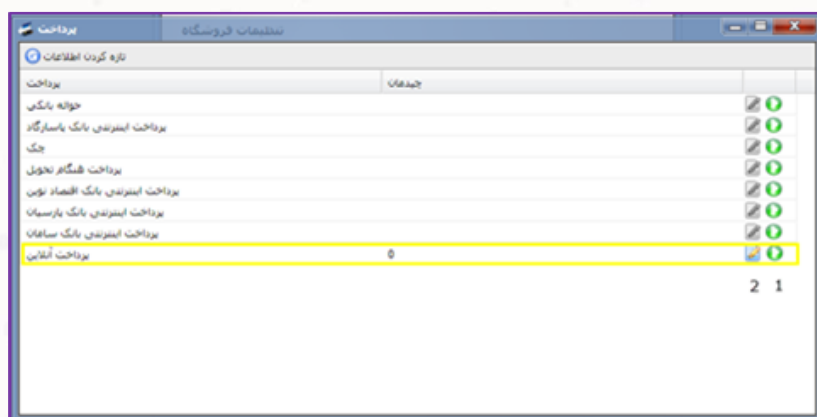 پرداخت
تنظیمات فروشگاه
تازه کردن اطلاعات
پرداخت چیدمان
حواله بانکی
پرداخت اینترنتی بانک پاسارگاد
چک
پرداخت هنگام تحویل
پرداخت اینترنتی بانک اقتصاد نوین
پرداخت اینترنتی بانک پارسیان
پرداخت اینترنتی بانک سامان
پرداخت آنلاین 0
2 1